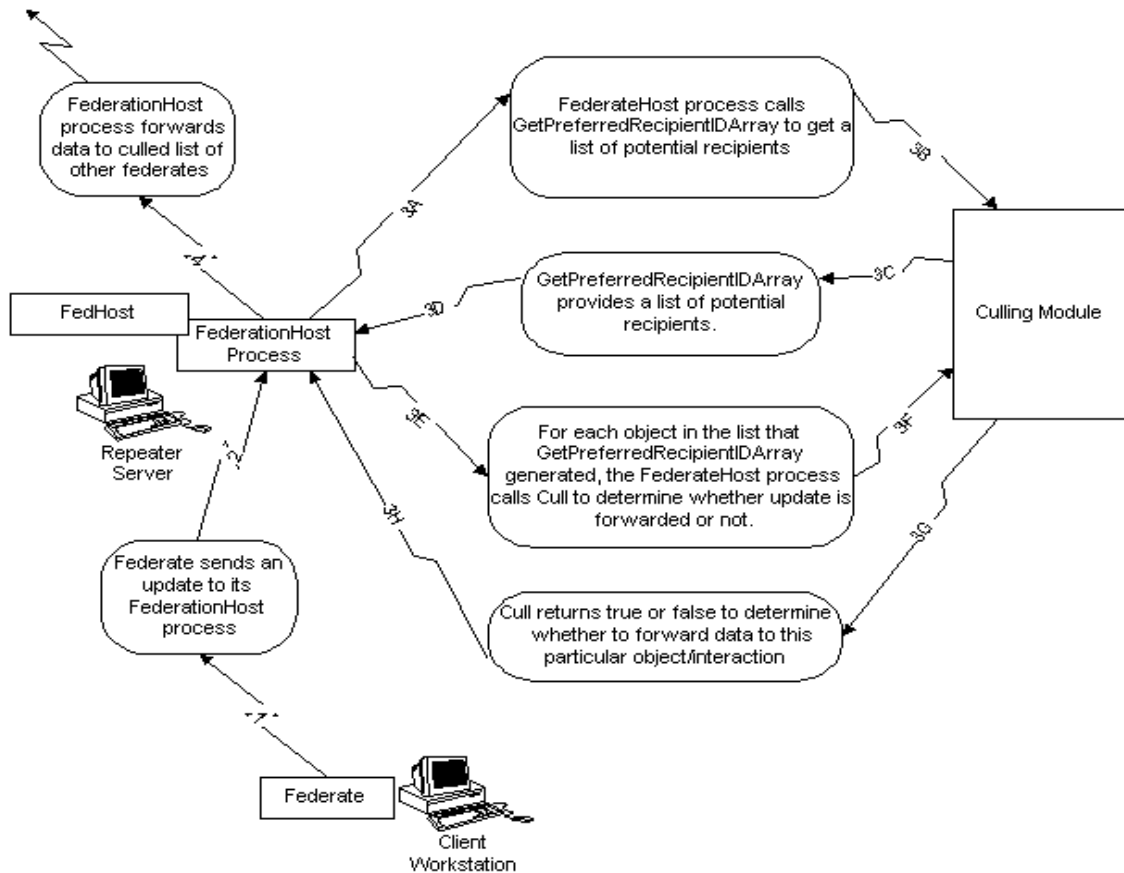 FederationHost
process forwards
data to culled list of
other federates
FederateHost process calls
GetPreferredRecipientIDArray to get a
list of potential recipients
3A
3B
"4"
GetPreferredRecipientIDArray
provides a list of potential
recipients.
3C
3D
FedHost
FederationHost
Process
Culling Module
Repeater
Server
3E
For each object in the list that
GetPreferredRecipientIDArray
generated, the FederateHost process
calls Cull to determine whether update is
forwarded or not.
3F
"2"
3H
3G
Federate sends an
update to its
FederationHost
process
Cull returns true or false to determine
whether to forward data to this
particular object/interaction
"1"
Federate
Client
Workstation